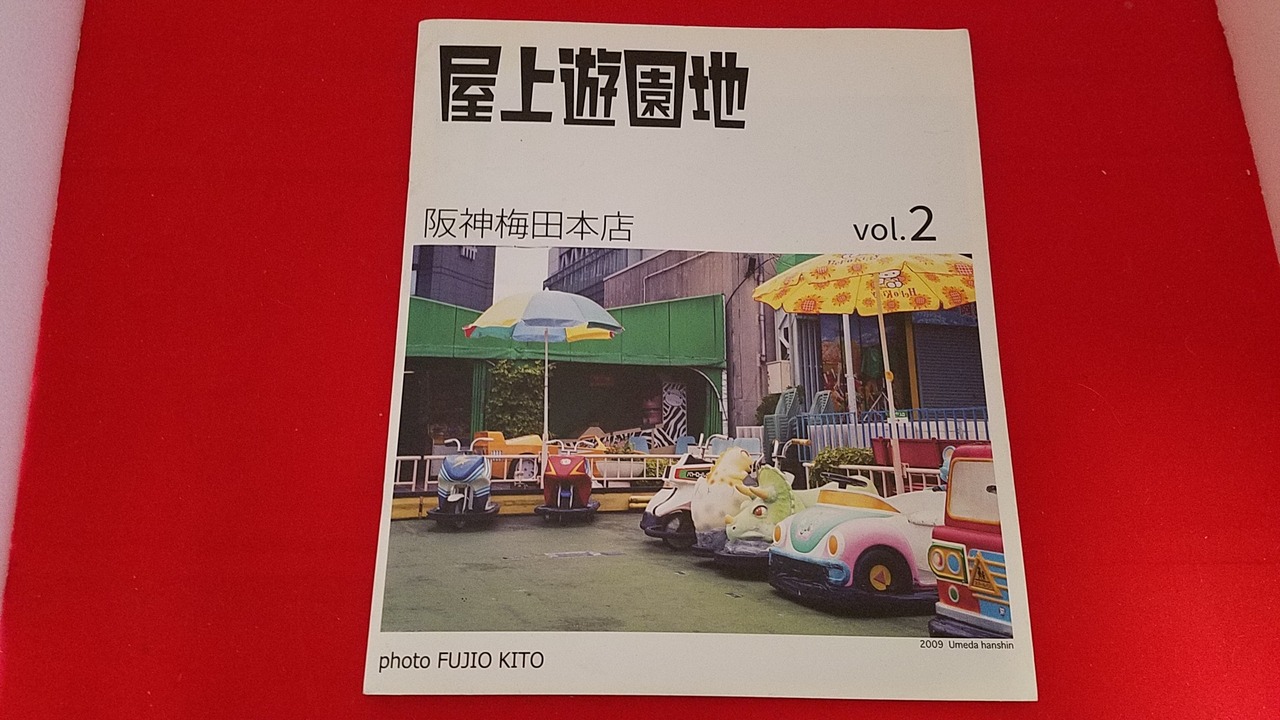 屋上遊園地
阪神梅田本店
vol.2
2009 Umeda hanshin
photo FUJIO KITO